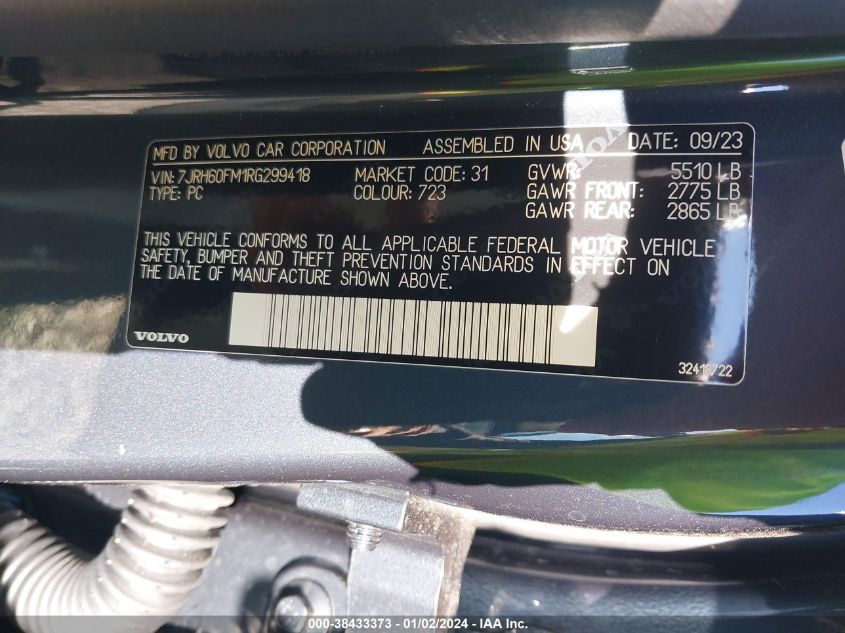 MFD BY VOLVO CAR CORPORATION ASSEMBLED IN USA DATE: 09/23
VIN: 7JRH60FM1RG299418 MARKET CODE: 31 GVWR: 5510 LB
TYPE: PC COLOUR: 723 GAWR FRONT: 2775 LB
GAWR REAR: 2865 LB
THIS VEHICLE CONFORMS TO ALL APPLICABLE FEDERAL MOTOR VEHICLE
SAFETY, BUMPER AND THEFT PREVENTION STANDARDS IN EFFECT ON
THE DATE OF MANUFACTURE SHOWN ABOVE.
VOLVO
000-38433373 - 01/02/2024 - IAA Inc.